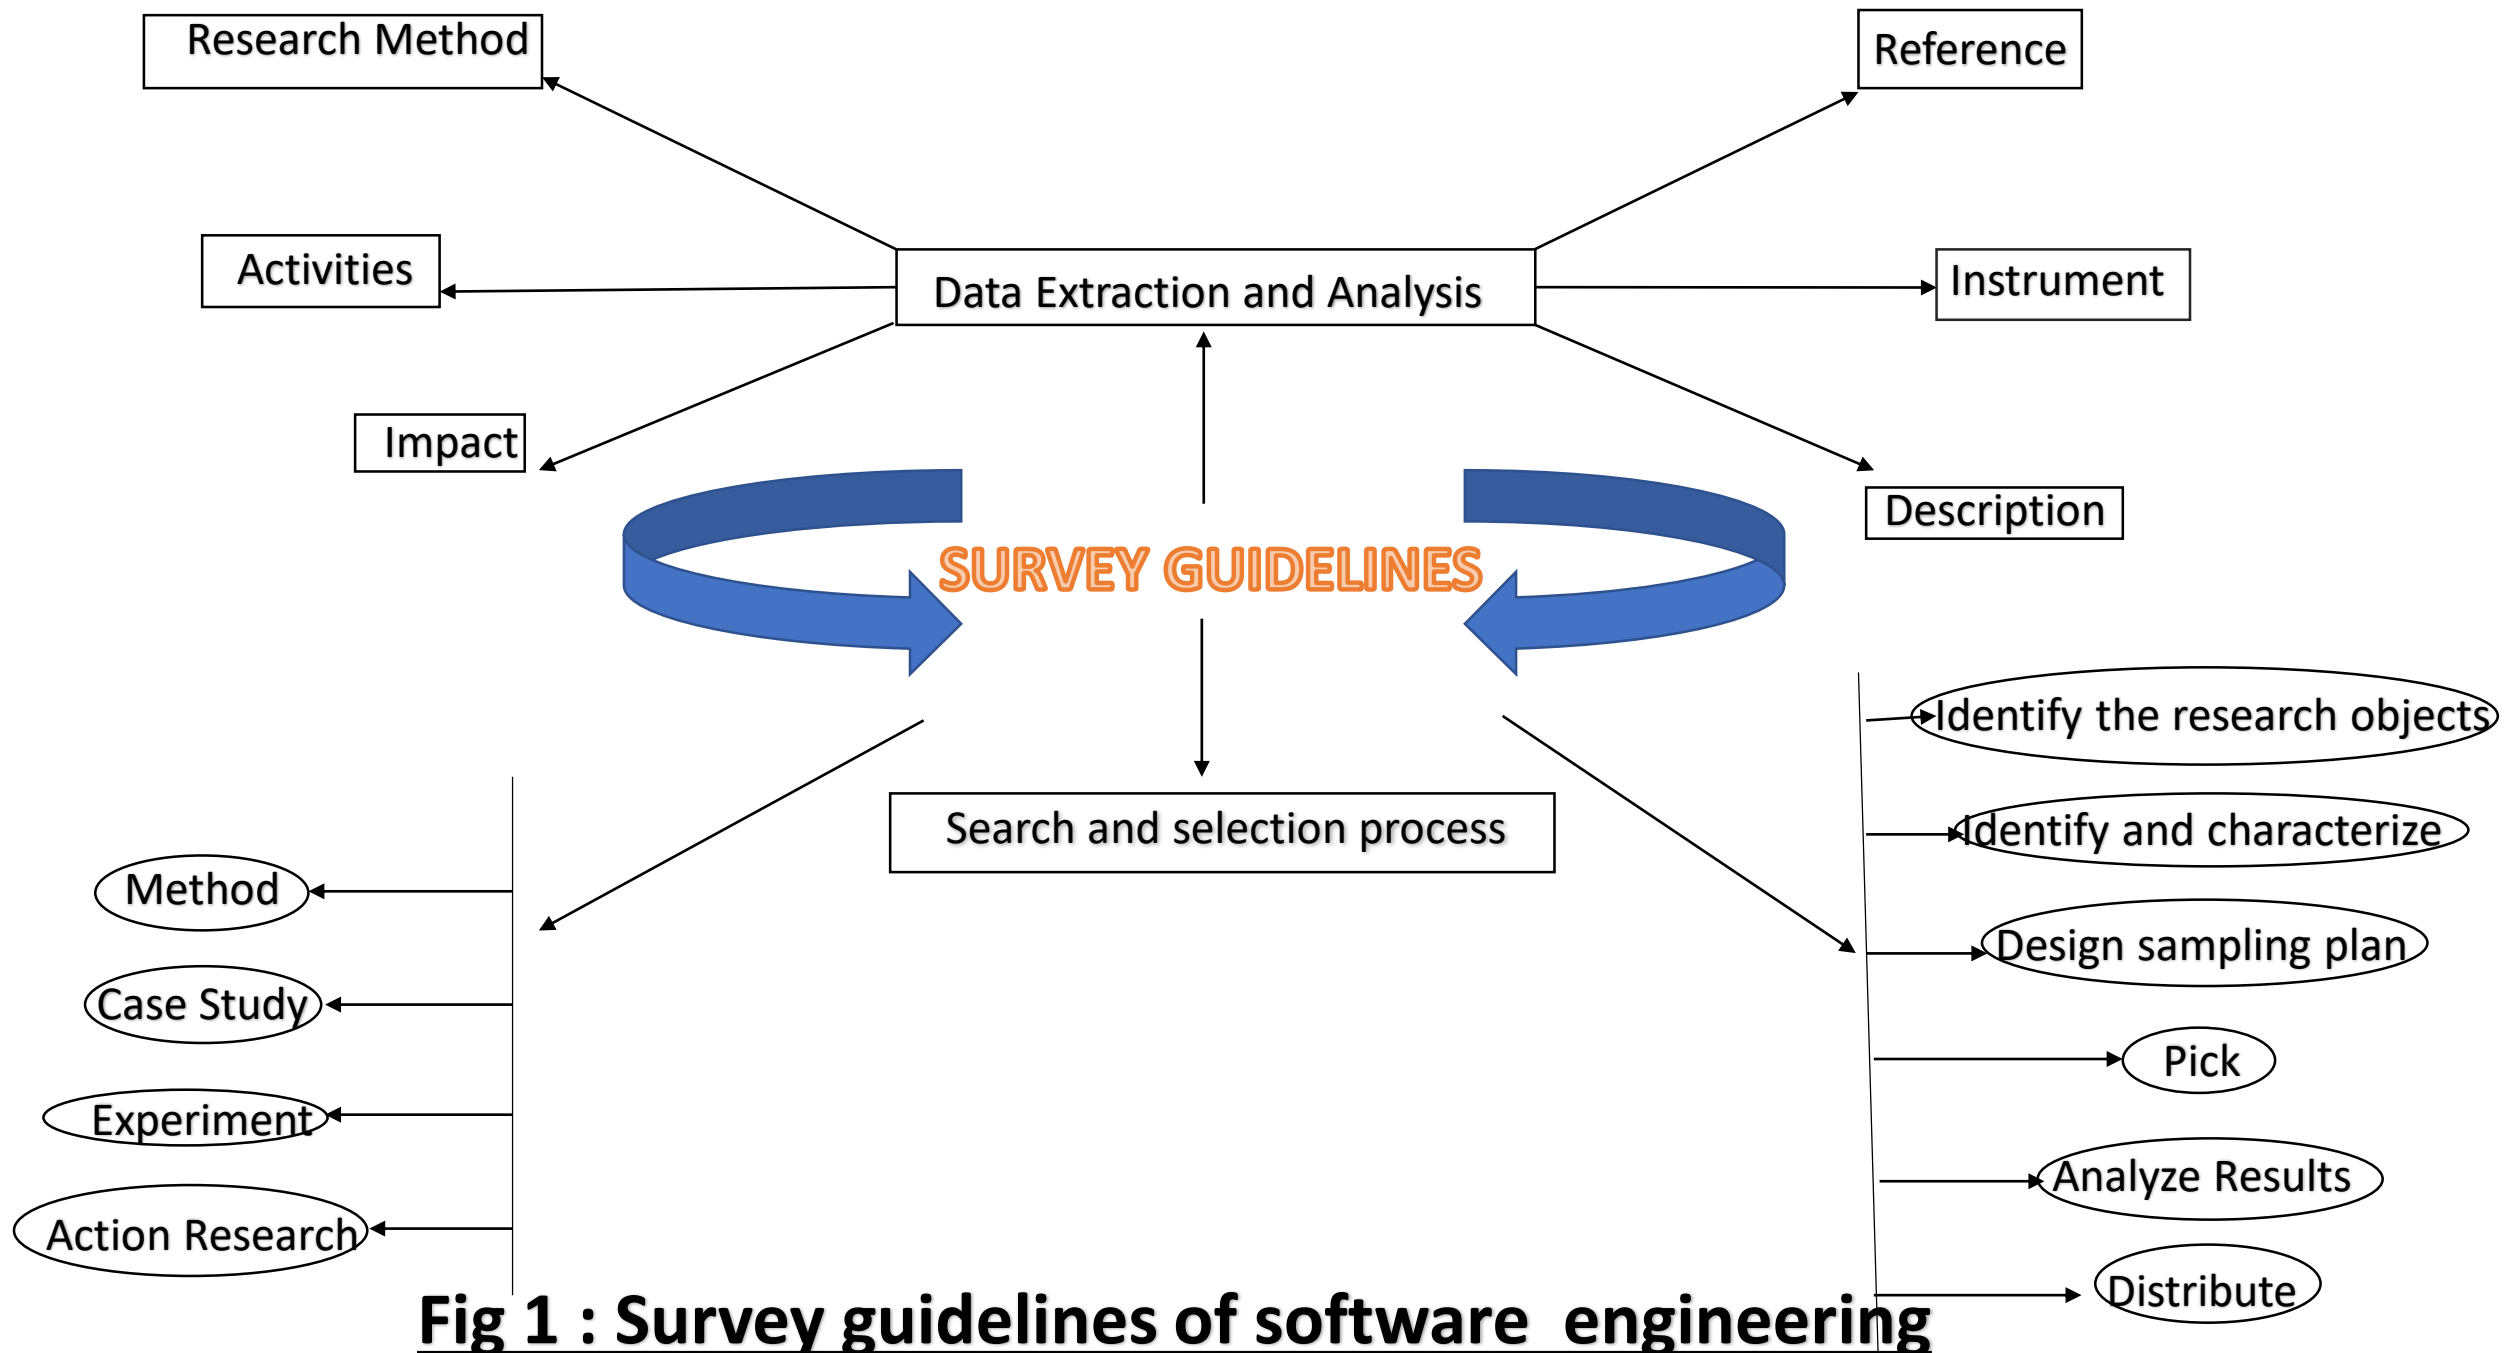 Research Method
Reference
Activities
Data Extraction and Analysis
Instrument
Impact
Description
SURVEY GUIDELINES
Identify the research objects
Search and selection process
Identify and characterize
Method
Design sampling plan
Case Study
Pick
Experiment
Analyze Results
Action Research
Distribute
Fig 1 : Survey guidelines of software  engineering